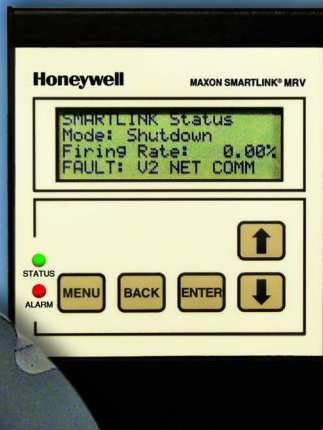 Honeywell
MAXON SMARTLINK® MRV
SMARTLINK Status
Mode: Shutdown
Firing Rate: 0.00%
FAULT: V2 NET COMM
STATUS
ALARM
MENU
BACK
ENTER